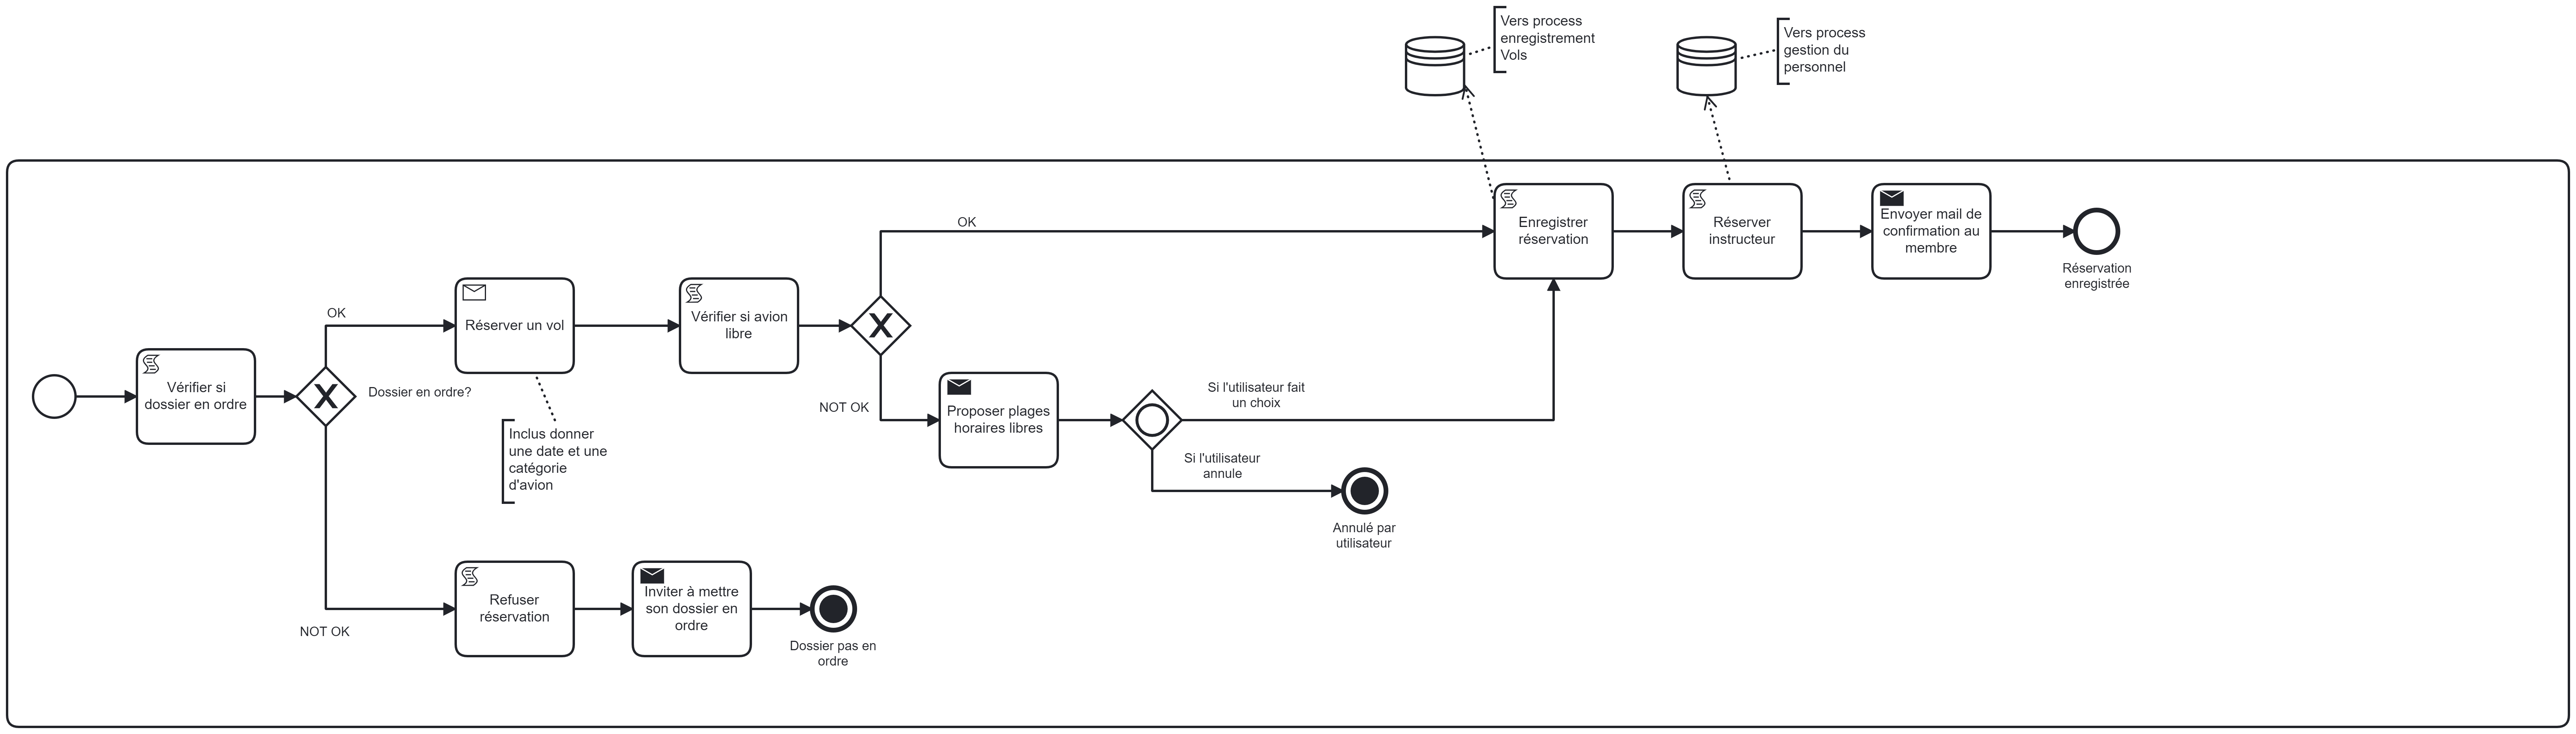 Vers process
enregistrement
Vols
Vers process
gestion du
personnel
OK
Enregistrer
réservation
Réserver
instructeur
Envoyer mail de
confirmation au
membre
Réservation
enregistrée
OK
Réserver un vol
Vérifier si avion
libre
Vérifier si
dossier en ordre
Dossier en ordre?
NOT OK
Proposer plages
horaires libres
Si l'utilisateur fait
un choix
Inclus donner
une date et une
catégorie
d'avion
Si l'utilisateur
annule
Annulé par
utilisateur
NOT OK
Refuser
réservation
Inviter à mettre
son dossier en
ordre
Dossier pas en
ordre